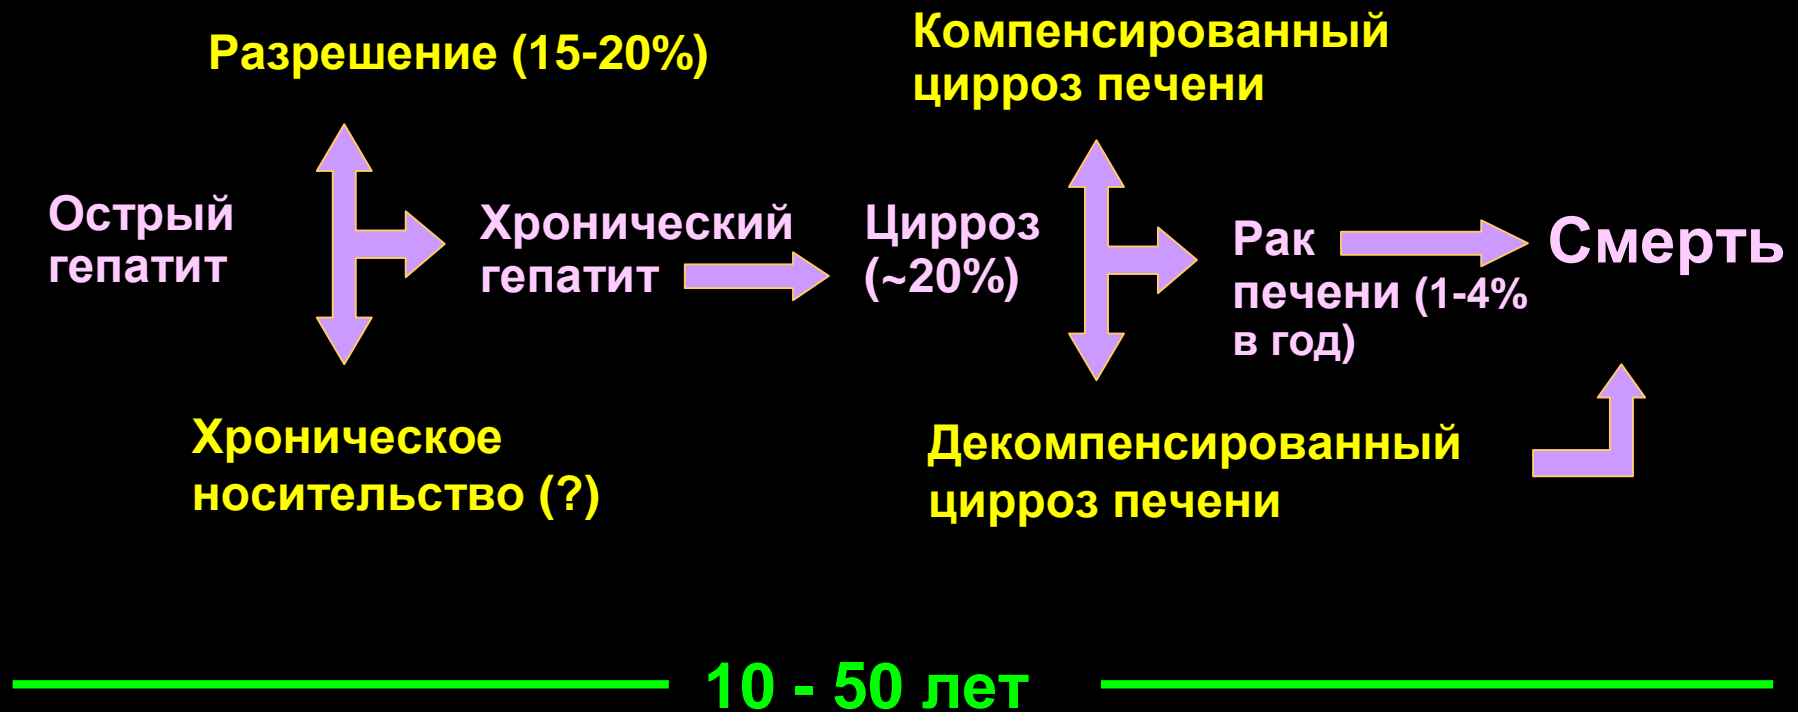 Разрешение (15-20%)
Компенсированный
цирроз печени
Острый
гепатит
Хронический
гепатит
Цирроз
(~20%)
Рак
печени (1-4%
в год)
Смерть
Хроническое
носительство (?)
Декомпенсированный
цирроз печени
10 - 50 лет